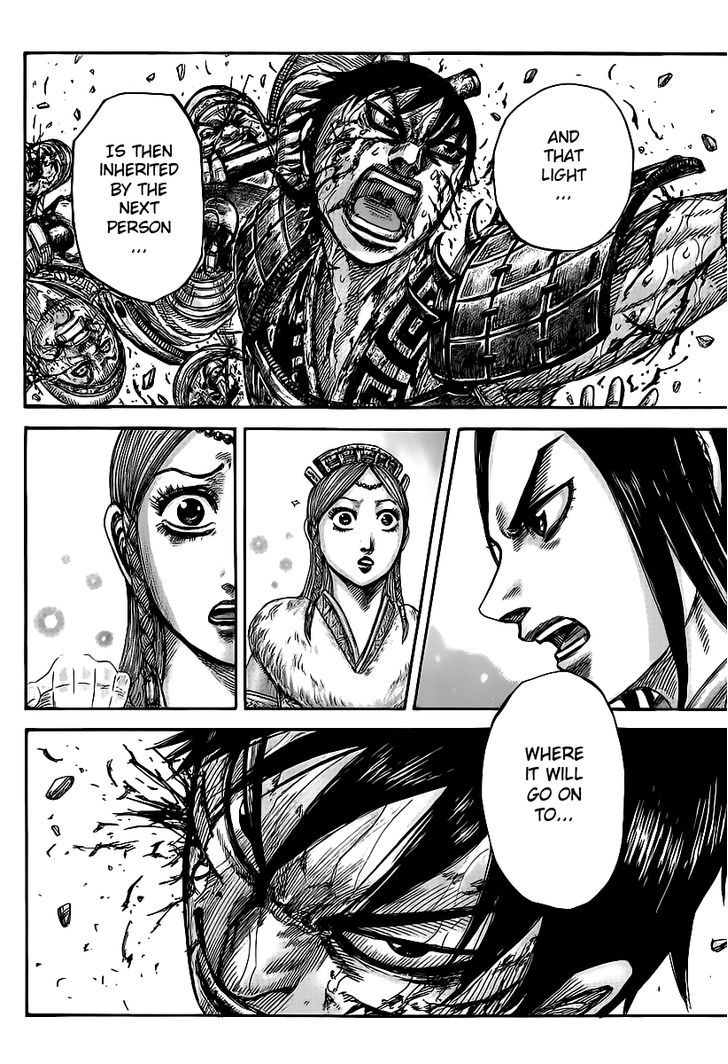 AND
THAT
LIGHT
...
IS THEN
INHERITED
BY THE
NEXT
PERSON
...
WHERE
IT WILL
GO ON
TO...